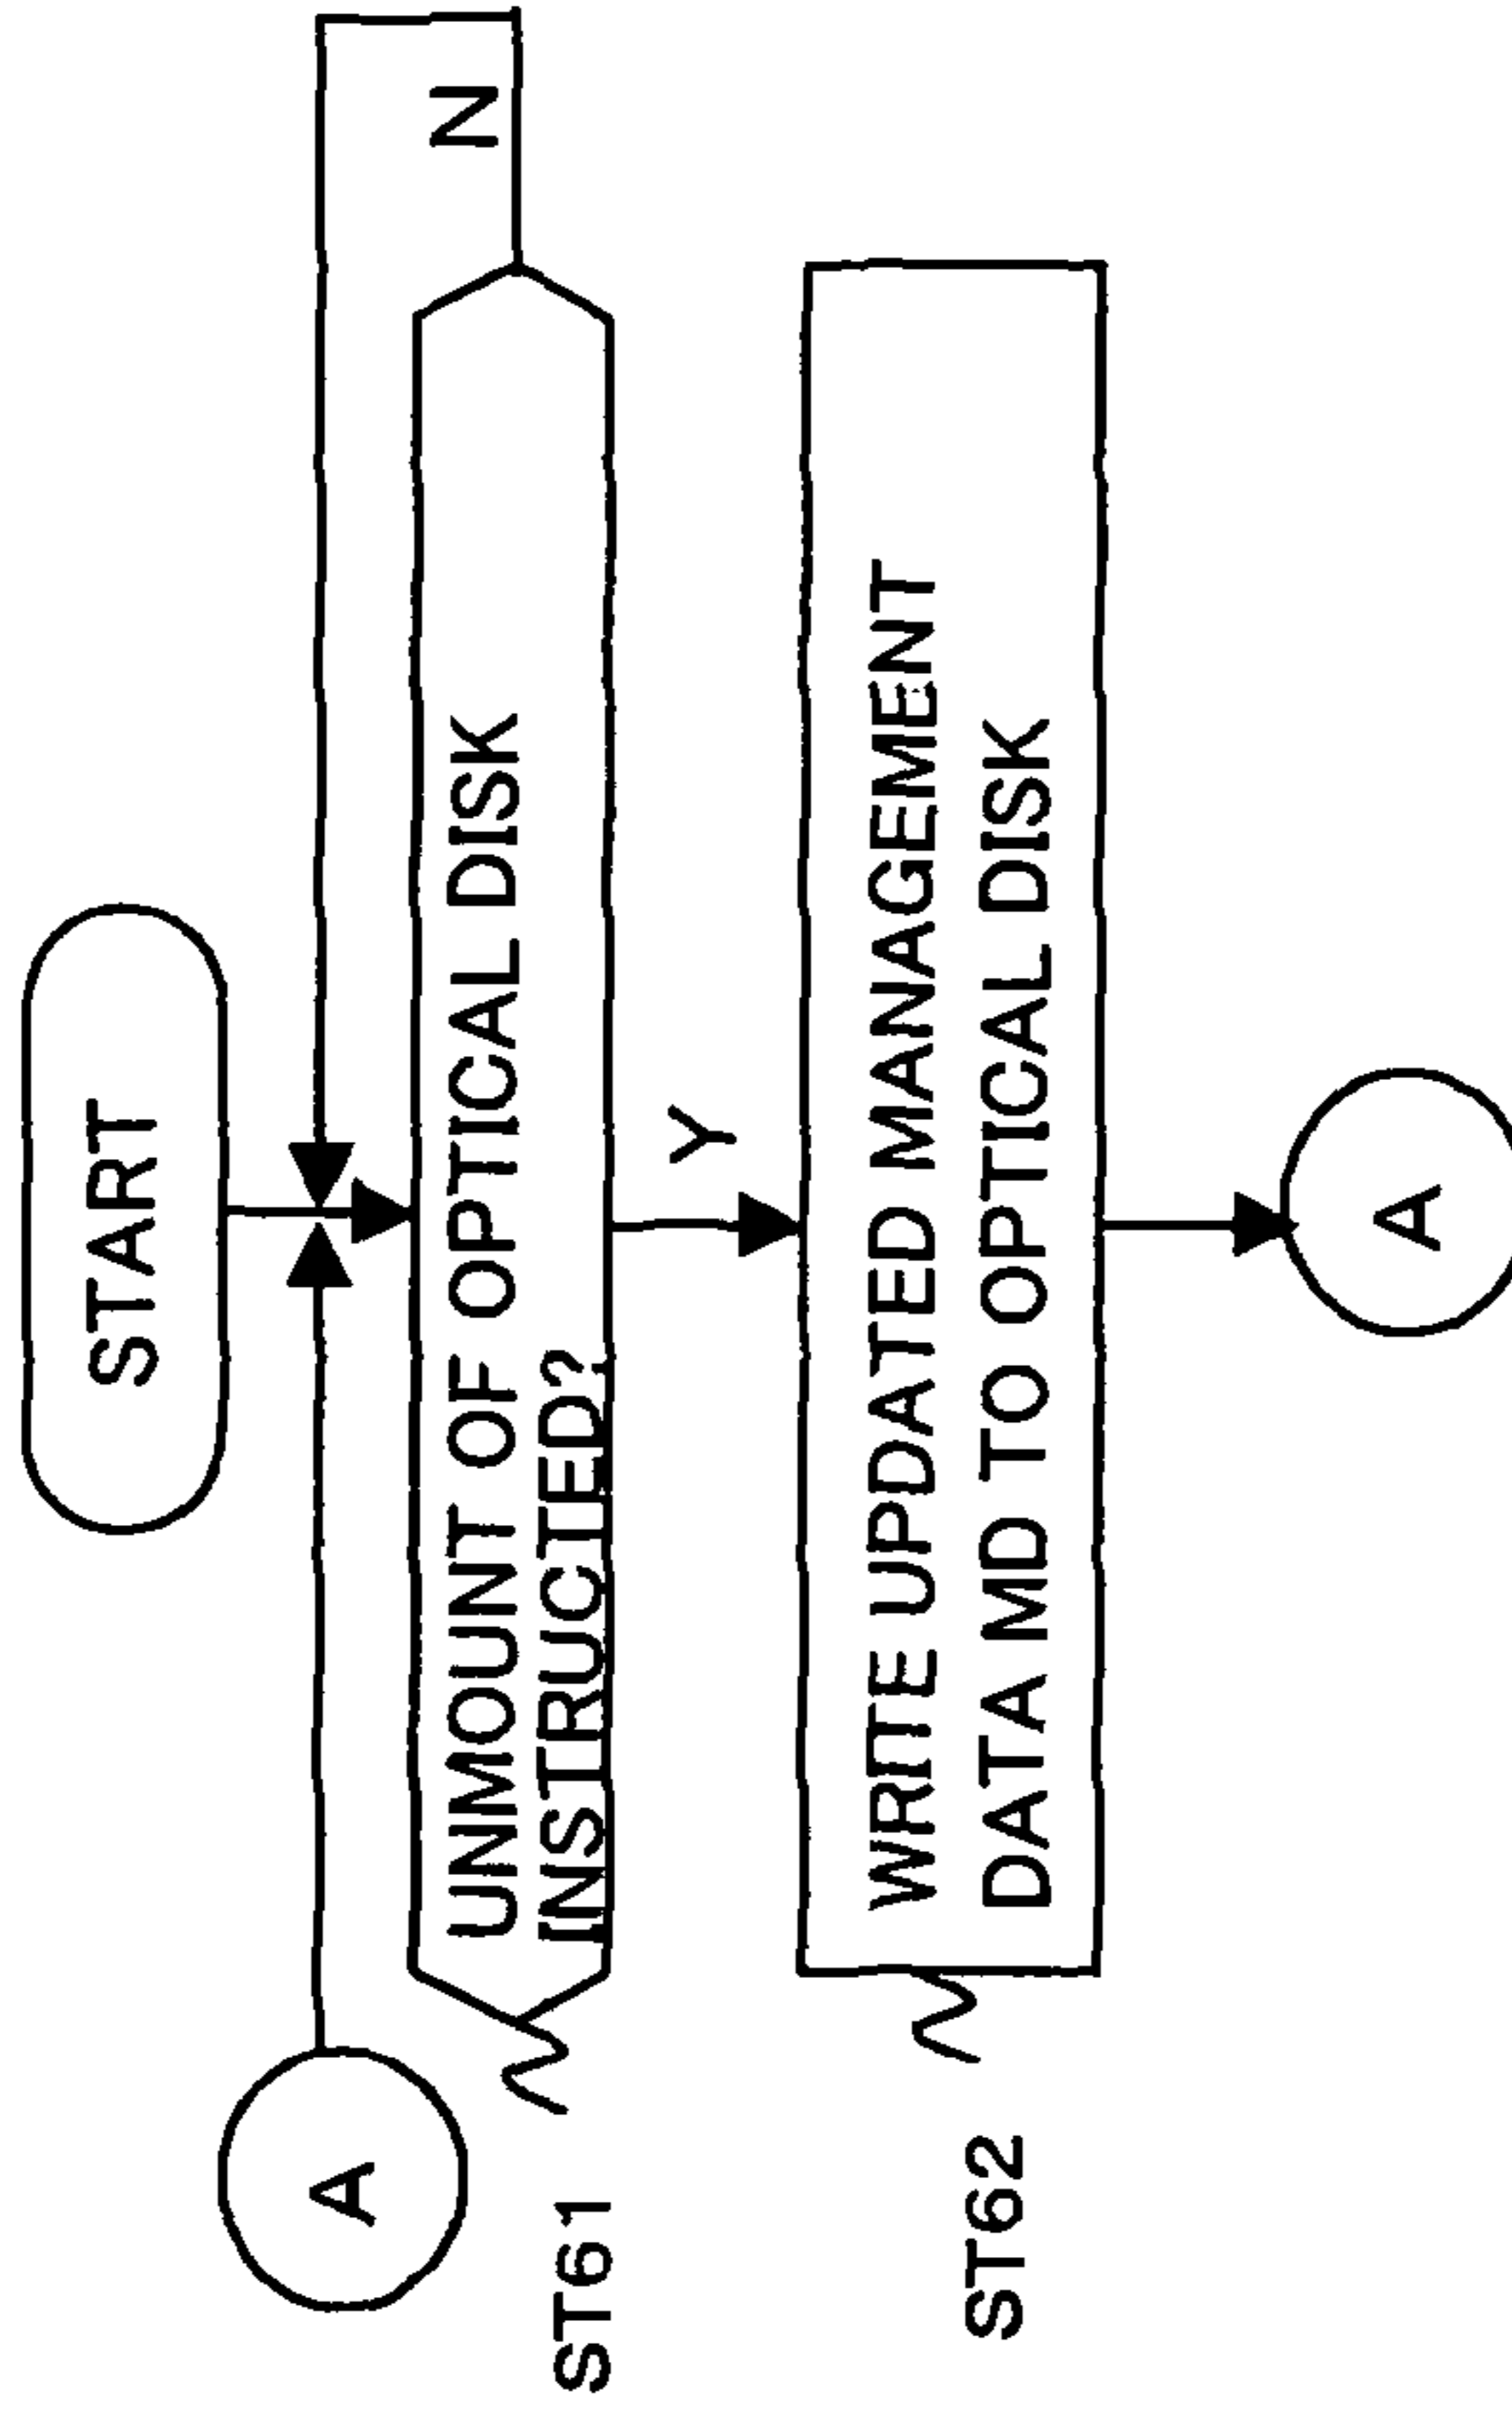 START
A
N
UNMOUNT OF OPTICAL DISK
INSTRUCTED?
ST61
Y
WRITE UPDATED MANAGEMENT
DATA MD TO OPTICAL DISK
ST62
A